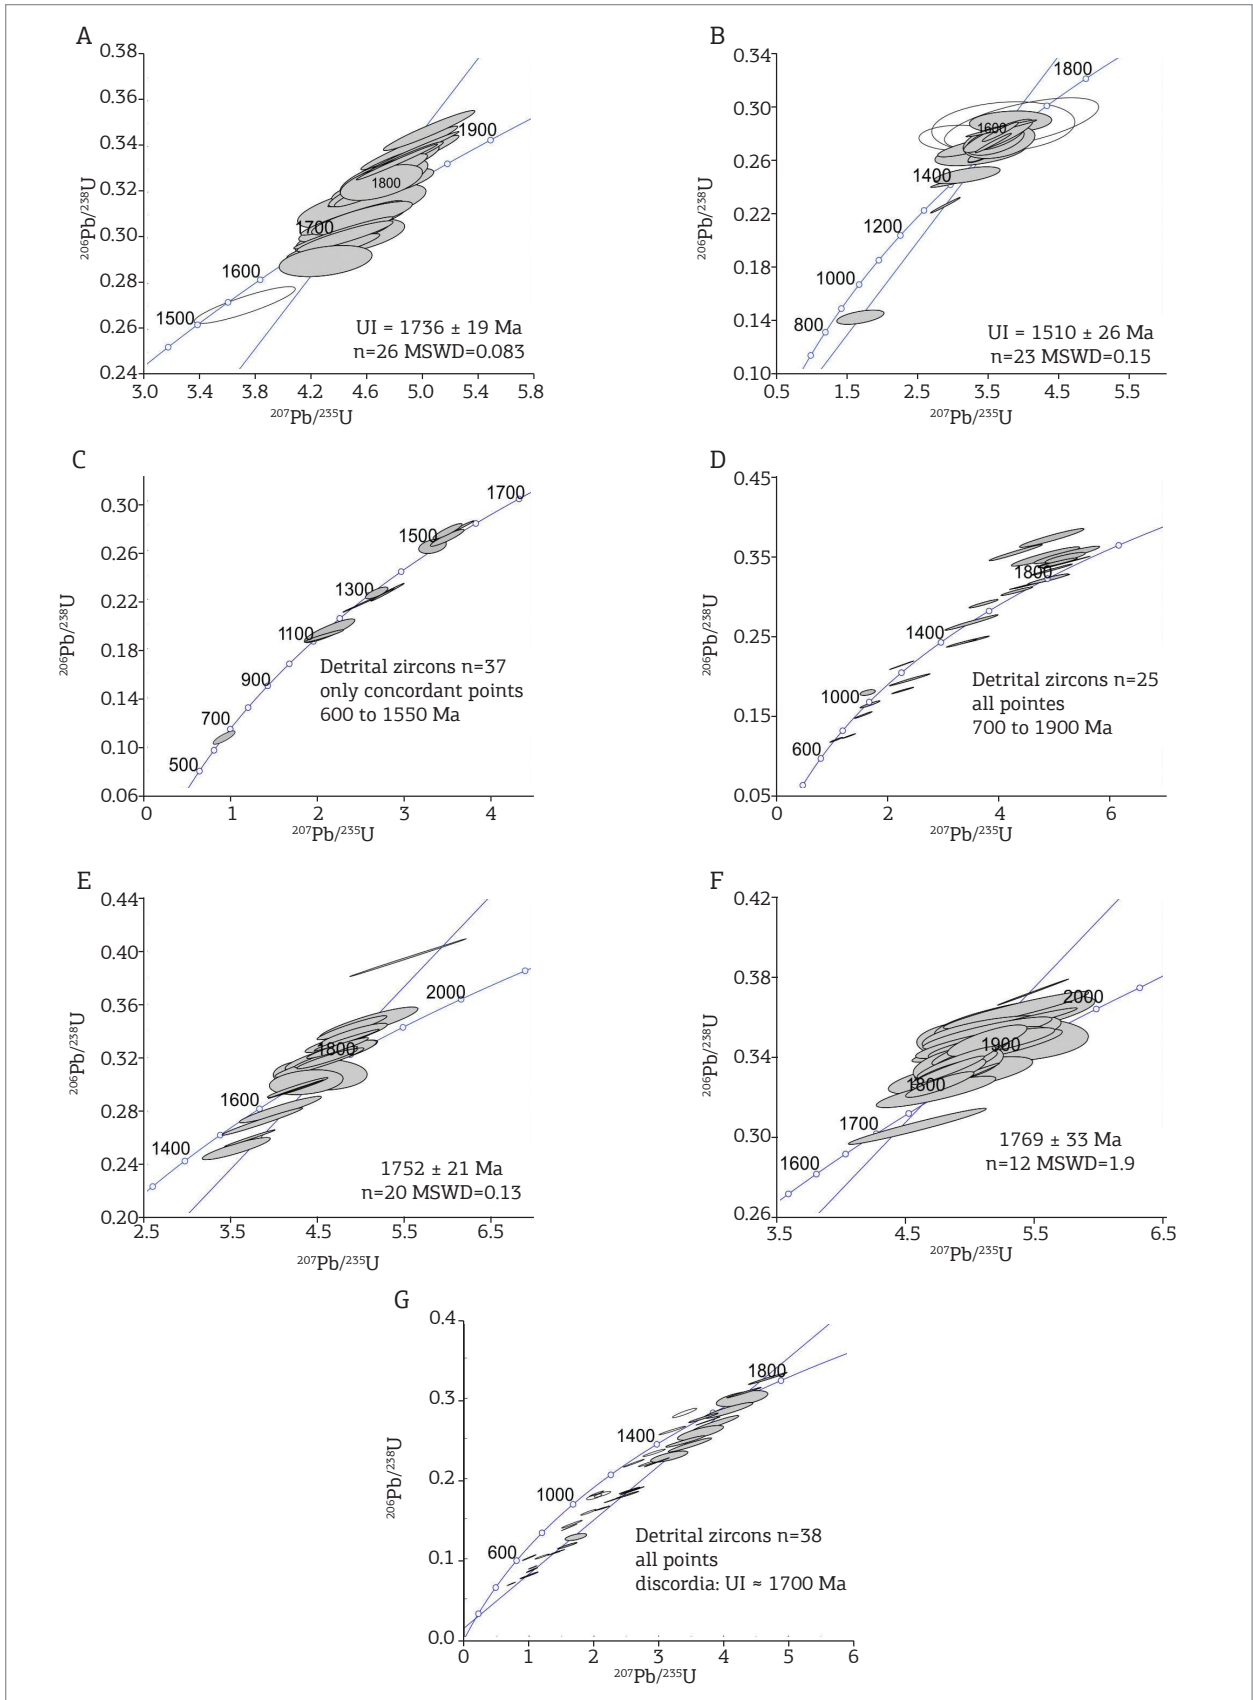 A
0.38
0.36
0.34
0.32
0.30
0.28
0.26
0.24
²⁰⁶Pb/²³⁸U
1900
1800
1700
1600
1500
UI = 1736 ± 19 Ma
n=26 MSWD=0.083
3.0 3.4 3.8 4.2 4.6 5.0 5.4 5.8
²⁰⁷Pb/²³⁵U
B
0.34
0.30
0.26
0.22
0.18
0.14
0.10
²⁰⁶Pb/²³⁸U
1800
1600
1400
1200
1000
800
UI = 1510 ± 26 Ma
n=23 MSWD=0.15
0.5 1.5 2.5 3.5 4.5 5.5
²⁰⁷Pb/²³⁵U
C
0.30
0.26
0.22
0.18
0.14
0.10
0.06
²⁰⁶Pb/²³⁸U
1700
1500
1300
1100
900
700
500
Detrital zircons n=37
only concordant points
600 to 1550 Ma
0 1 2 3 4
²⁰⁷Pb/²³⁵U
D
0.45
0.35
0.25
0.15
0.05
²⁰⁶Pb/²³⁸U
1800
1400
1000
600
Detrital zircons n=25
all pointes
700 to 1900 Ma
0 2 4 6
²⁰⁷Pb/²³⁵U
E
0.44
0.40
0.36
0.32
0.28
0.24
0.20
²⁰⁶Pb/²³⁸U
2000
1800
1600
1400
1752 ± 21 Ma
n=20 MSWD=0.13
2.5 3.5 4.5 5.5 6.5
²⁰⁷Pb/²³⁵U
F
0.42
0.38
0.34
0.30
0.26
²⁰⁶Pb/²³⁸U
2000
1900
1800
1700
1600
1769 ± 33 Ma
n=12 MSWD=1.9
3.5 4.5 5.5 6.5
²⁰⁷Pb/²³⁵U
G
0.4
0.3
0.2
0.1
0.0
²⁰⁶Pb/²³⁸U
1800
1400
1000
600
Detrital zircons n=38
all points
discordia: UI ≈ 1700 Ma
0 1 2 3 4 5 6
²⁰⁷Pb/²³⁵U